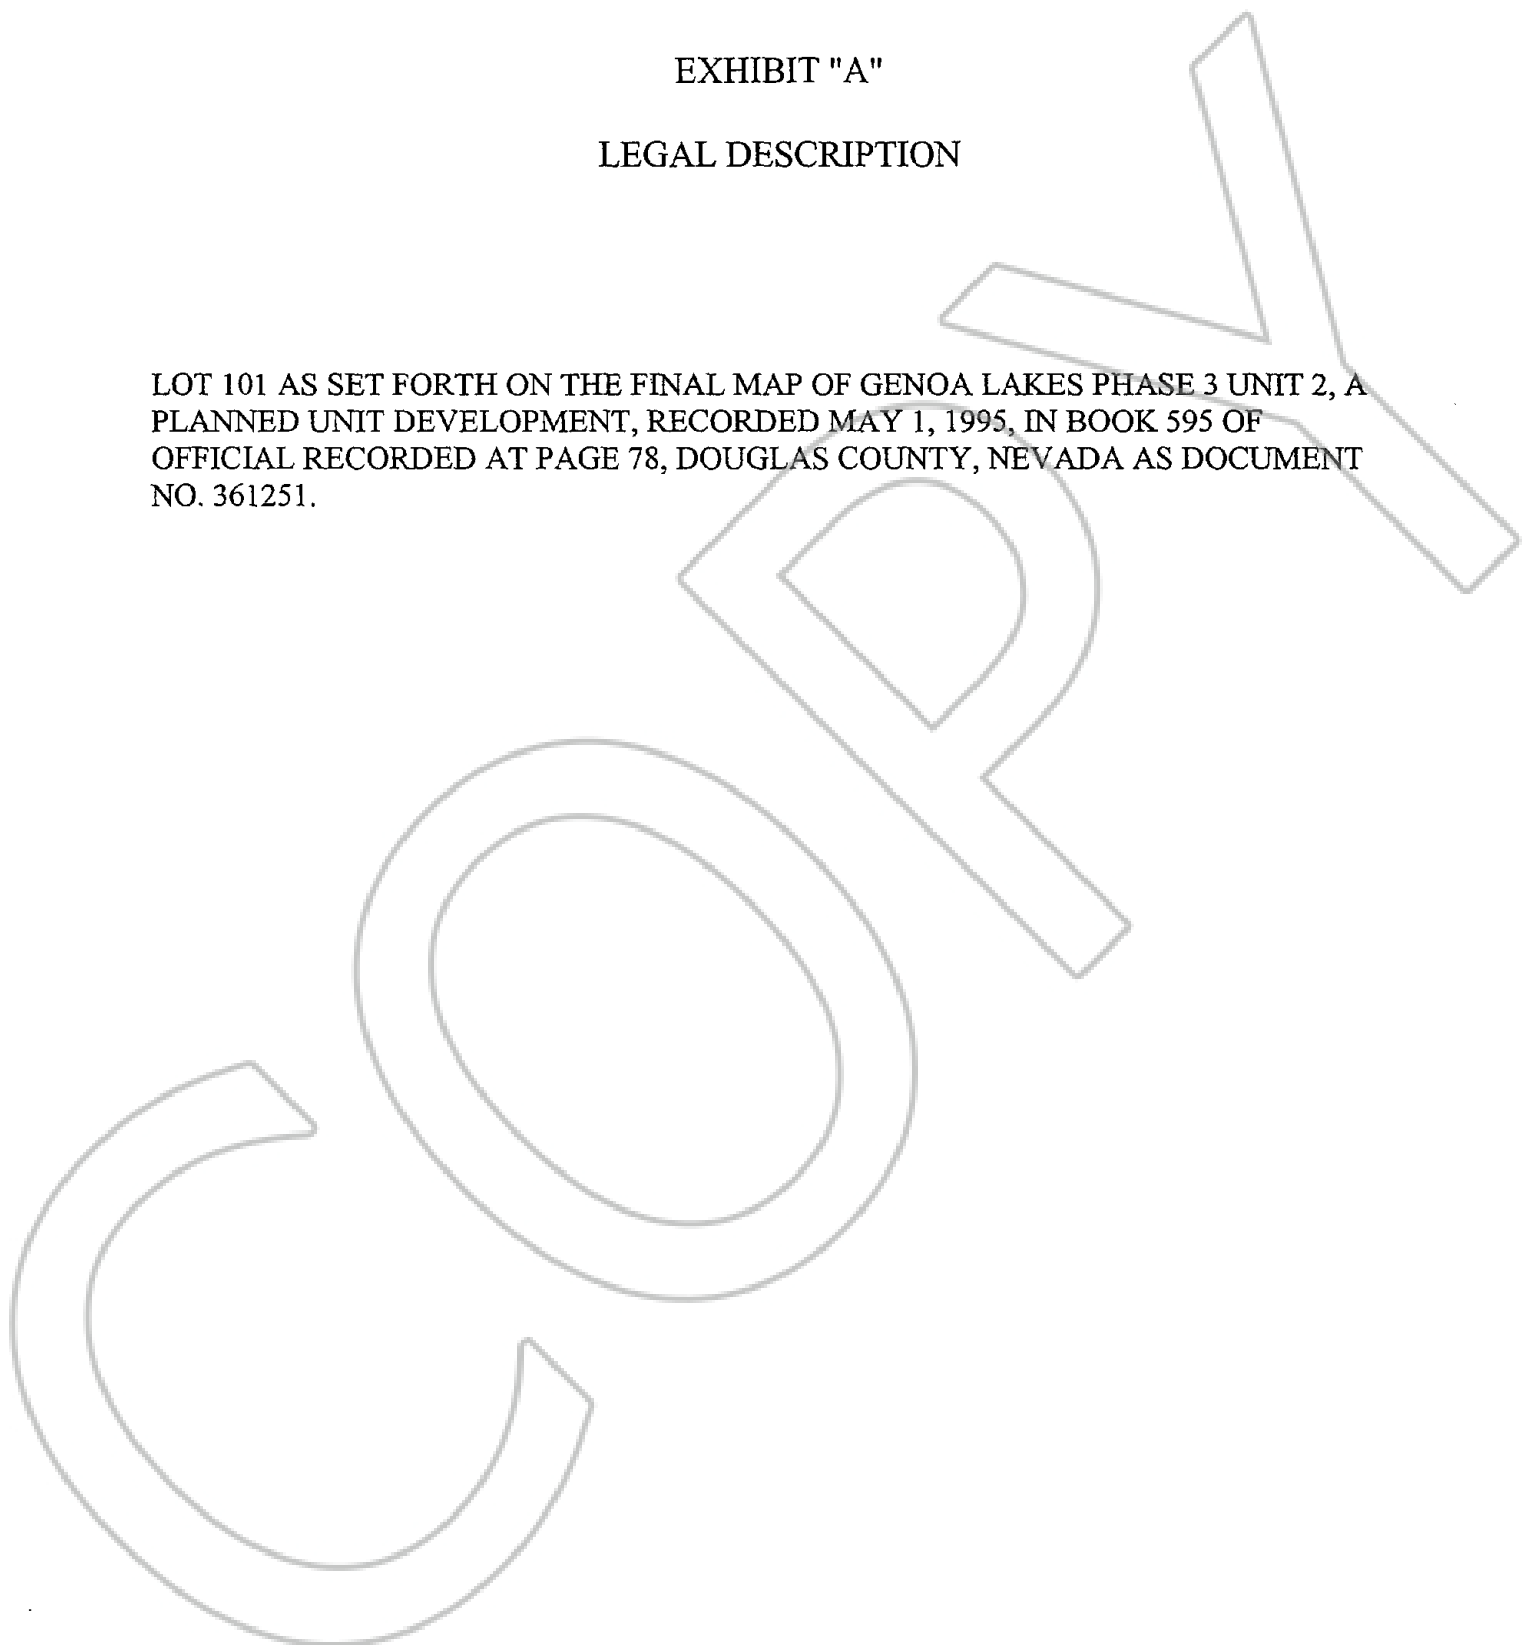 EXHIBIT "A"
LEGAL DESCRIPTION
LOT 101 AS SET FORTH ON THE FINAL MAP OF GENOA LAKES PHASE 3 UNIT 2, A
PLANNED UNIT DEVELOPMENT, RECORDED MAY 1, 1995, IN BOOK 595 OF
OFFICIAL RECORDED AT PAGE 78, DOUGLAS COUNTY, NEVADA AS DOCUMENT
NO. 361251.
COPY